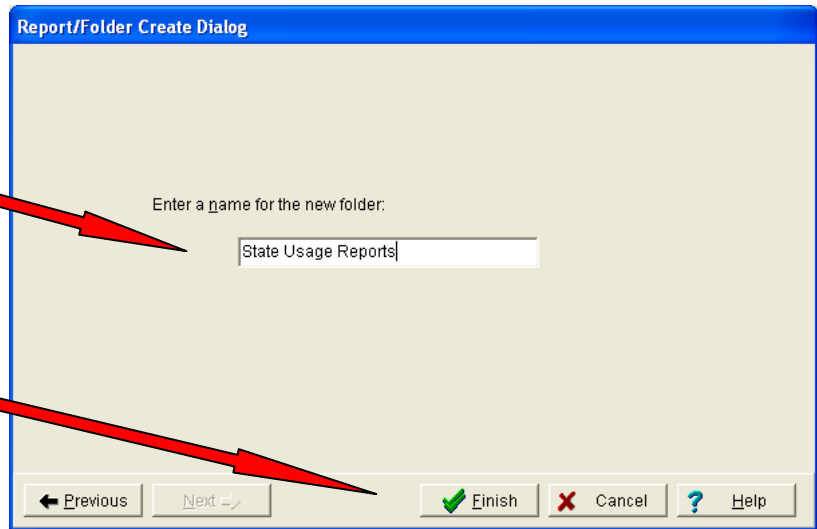 Report/Folder Create Dialog
Enter a name for the new folder:
State Usage Reports
Previous Next Finish Cancel ? Help